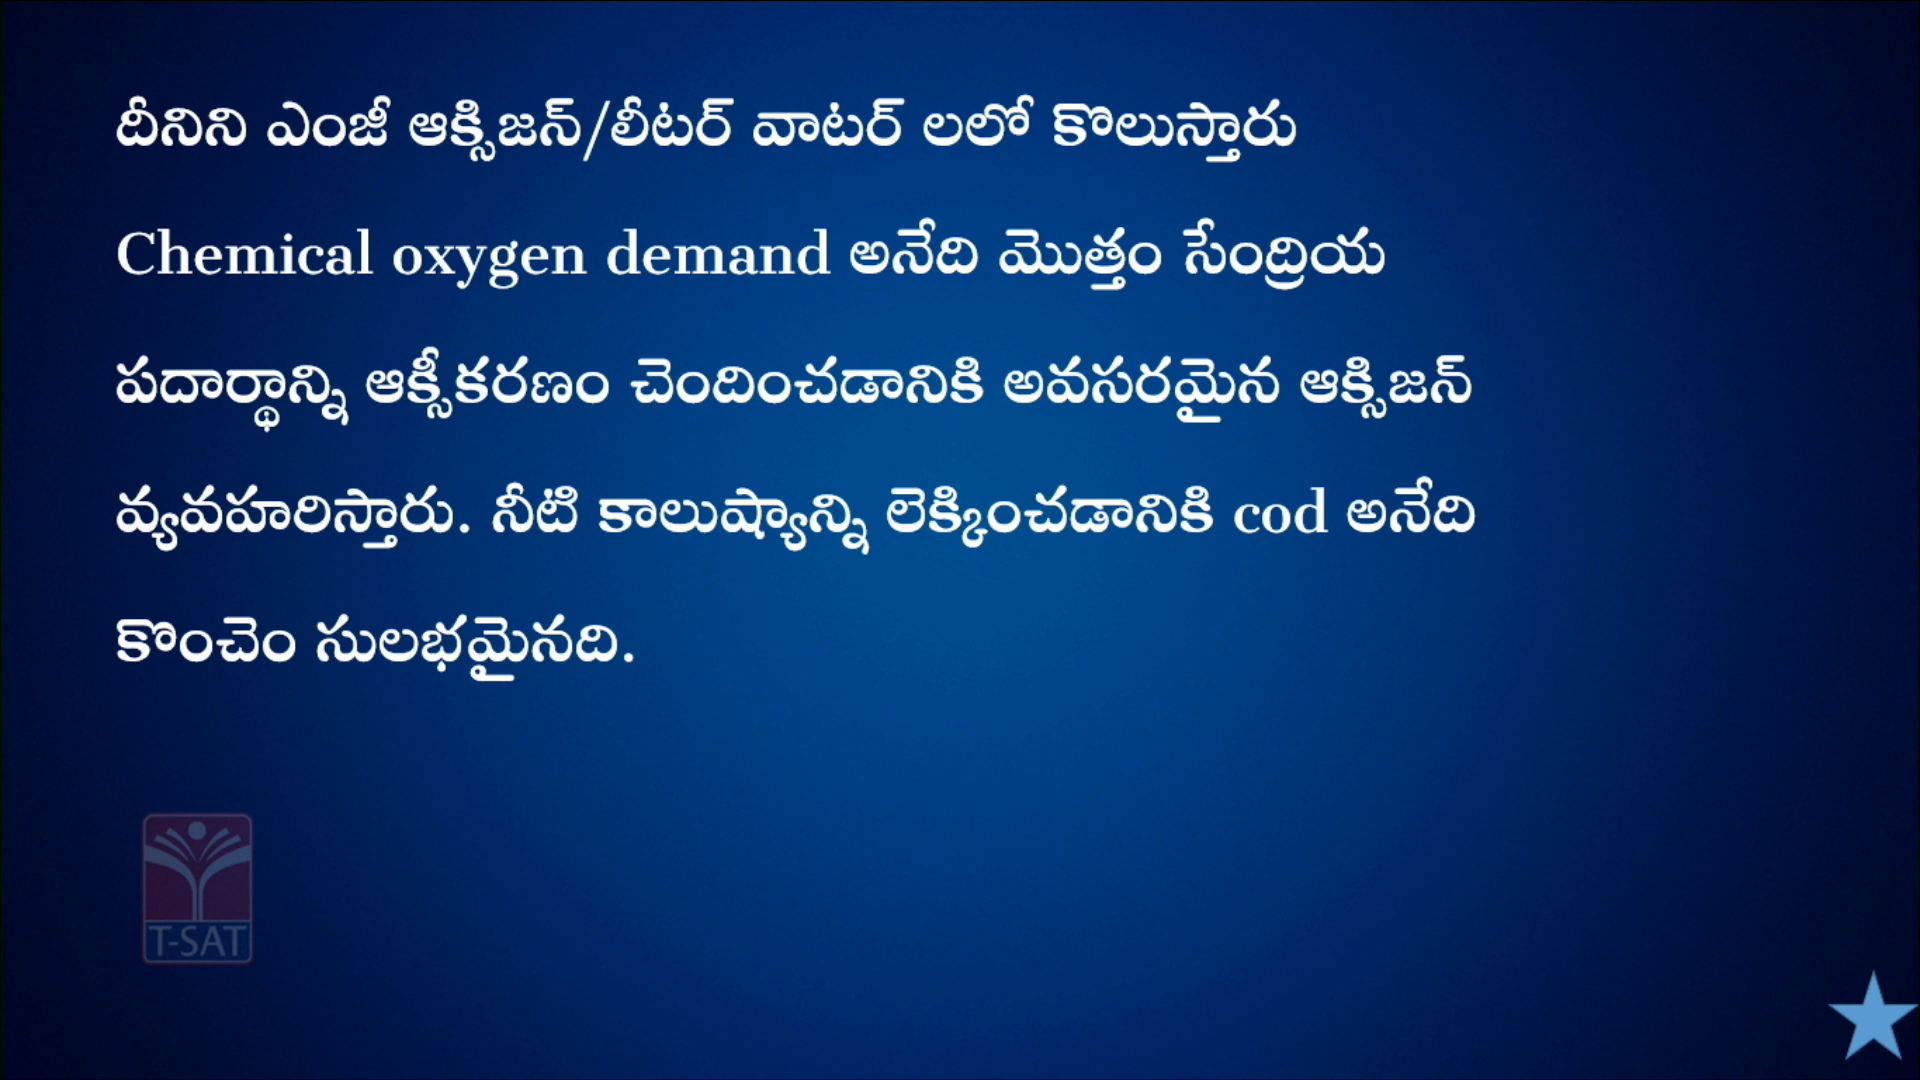 దీనిని ఎంజీ ఆక్సిజన్/లీటర్ వాటర్ లలో కొలుస్తారు
Chemical oxygen demand అనేది మొత్తం సేంద్రియ
పదార్థాన్ని ఆక్సీకరణం చెందించడానికి అవసరమైన ఆక్సిజన్
వ్యవహరిస్తారు. నీటి కాలుష్యాన్ని లెక్కించడానికి cod అనేది
కొంచెం సులభమైనది.
T-SAT